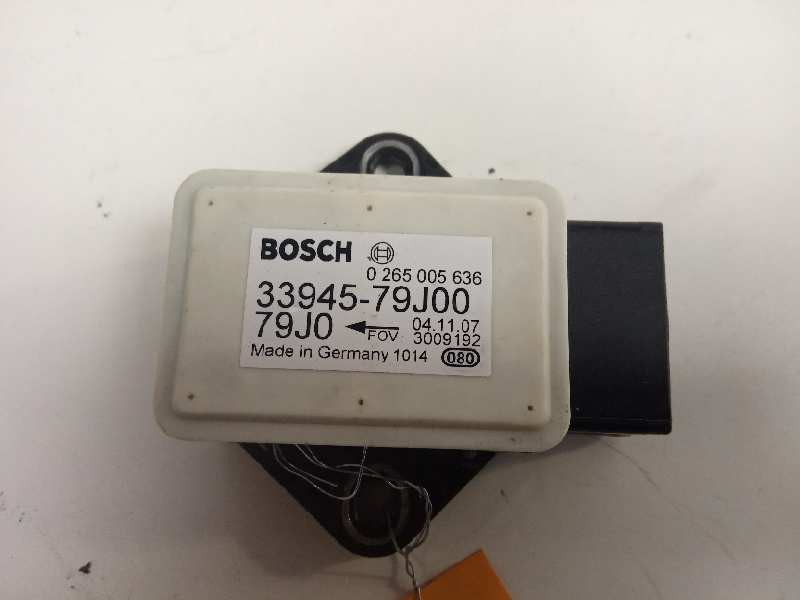 BOSCH
0 265 005 636
33945-79J00
79J0 FOV 04.11.07
3009192
Made in Germany 1014 080